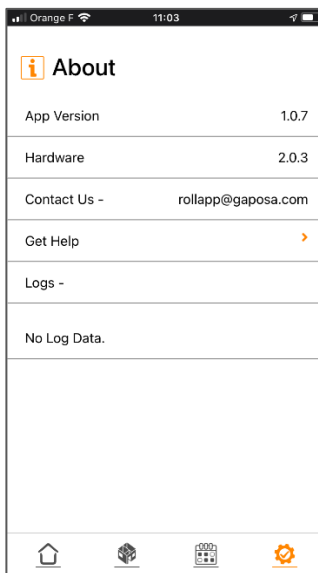 Orange F 11:03
i About
App Version 1.0.7
Hardware 2.0.3
Contact Us - rollapp@gaposa.com
Get Help >
Logs -
No Log Data.